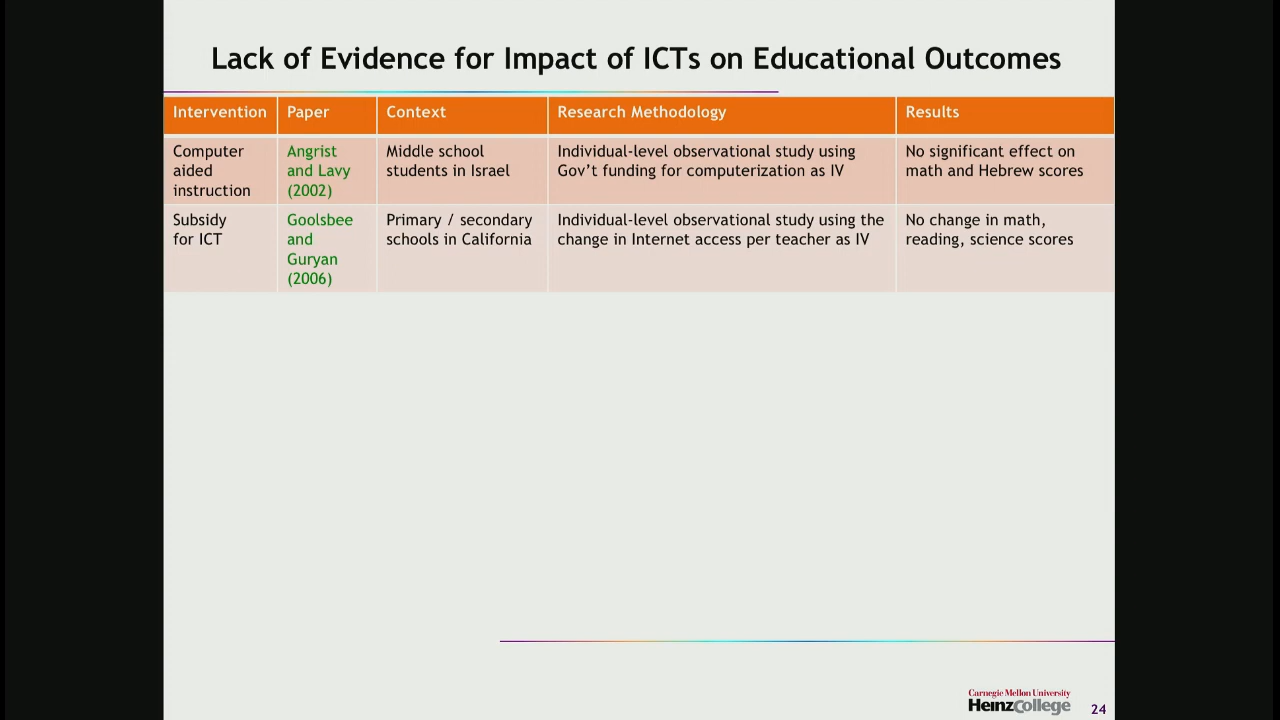 Lack of Evidence for Impact of ICTs on Educational Outcomes
Intervention
Paper
Context
Research Methodology
Results
Computer
aided
instruction
Angrist
and Lavy
(2002)
Middle school
students in Israel
Individual-level observational study using
Gov't funding for computerization as IV
No significant effect on
math and Hebrew scores
Subsidy
for ICT
Goolsbee
and
Guryan
(2006)
Primary / secondary
schools in California
Individual-level observational study using the
change in Internet access per teacher as IV
No change in math,
reading, science scores
Carnegie Mellon University
HeinzCollege
24